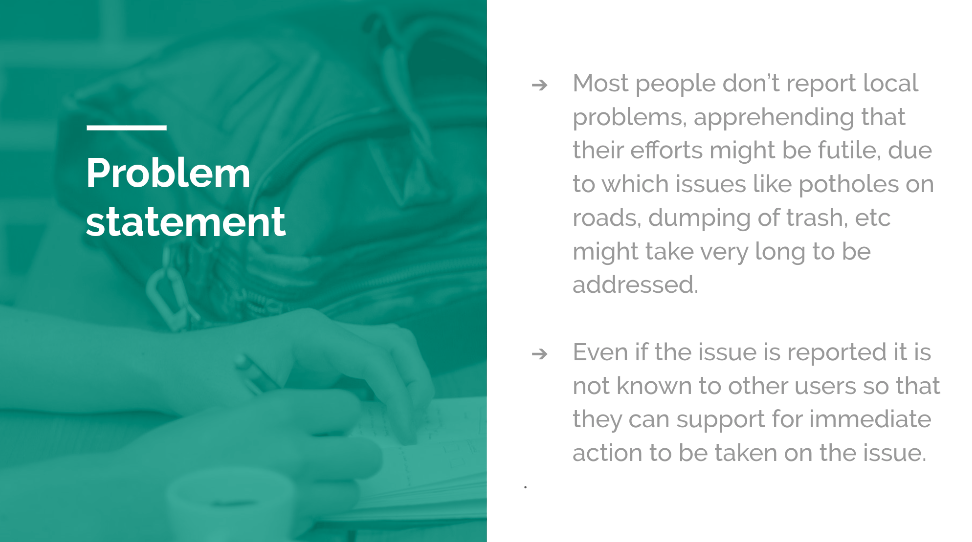 Problem
statement
➔ Most people don’t report local
problems, apprehending that
their efforts might be futile, due
to which issues like potholes on
roads, dumping of trash, etc
might take very long to be
addressed.
➔ Even if the issue is reported it is
not known to other users so that
they can support for immediate
action to be taken on the issue.
.